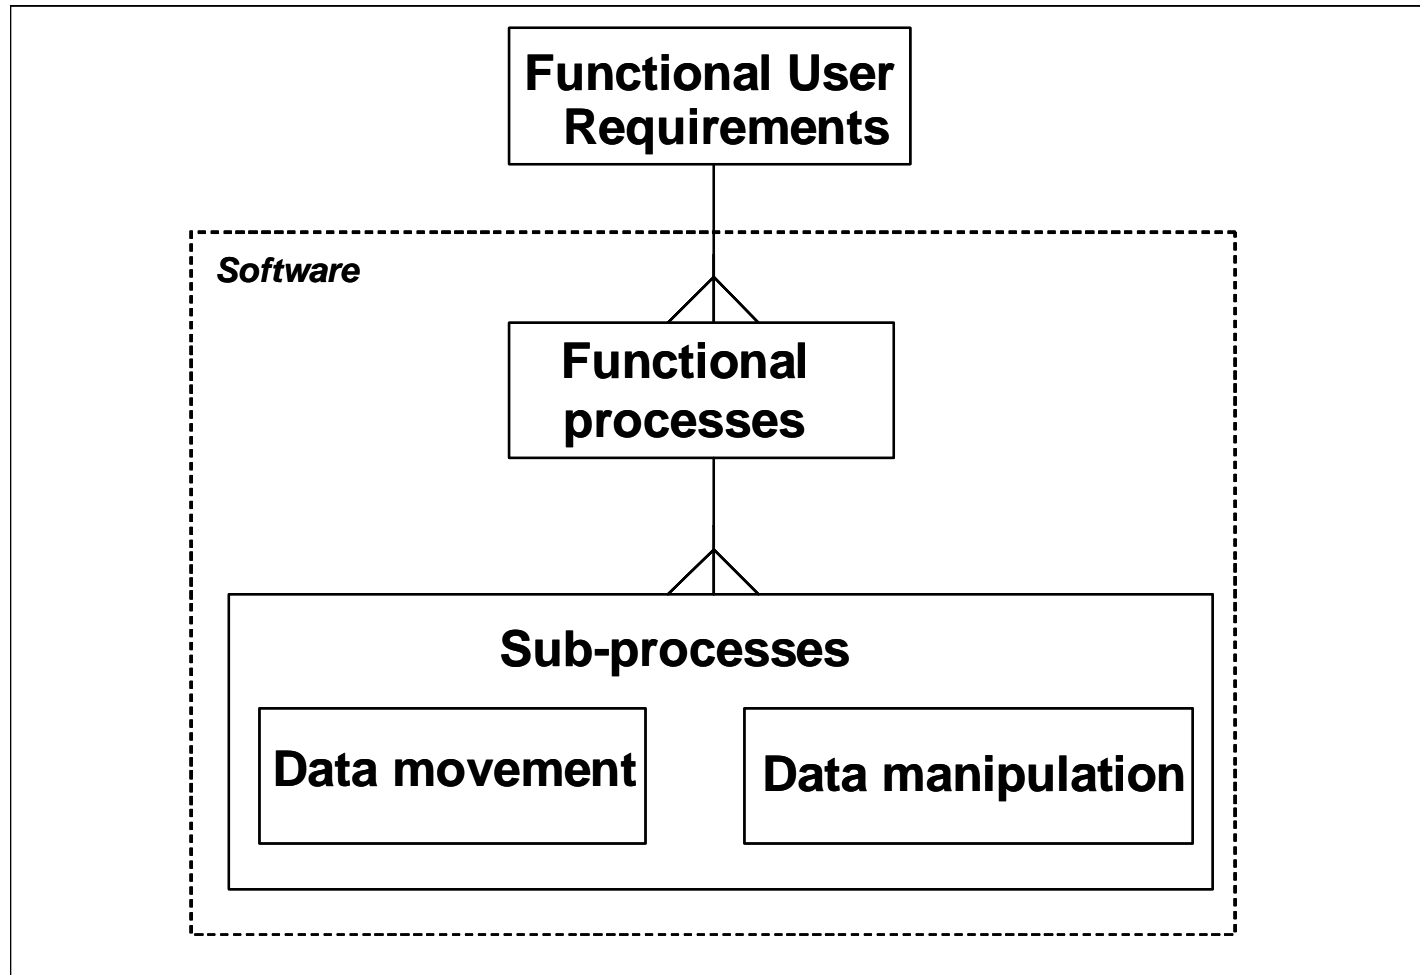 Functional User
Requirements
Software
Functional
processes
Sub-processes
Data movement
Data manipulation